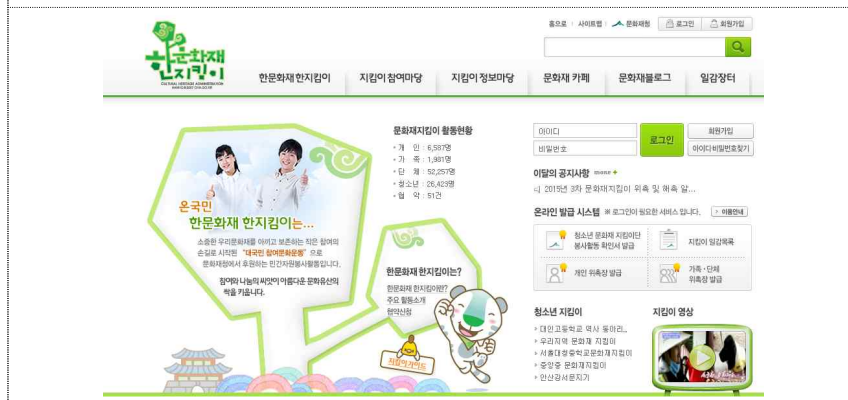 홈으로 사이트맵 문화재청 로그인 회원가입
한문화재
한지킴이
CULTURAL HERITAGE ADMINISTRATION
한문화재 한지킴이 지킴이 참여마당 지킴이 정보마당 문화재 카페 문화재블로그 일감장터
문화재지킴이 활동현황
개 인 : 6,587명
가 족 : 1,981명
단 체 : 52,257명
청소년 : 26,423명
협 약 : 51건
아이디
비밀번호
로그인
회원가입
아이디 비밀번호찾기
이달의 공지사항 more +
2015년 3차 문화재지킴이 위촉 및 해촉 알...
온라인 발급 시스템 ※ 로그인이 필요한 서비스 입니다. 이용안내
청소년 문화재 지킴이단
봉사활동 확인서 발급
지킴이 일감목록
개인 위촉장 발급
가족·단체
위촉장 발급
온국민
한문화재 한지킴이는...
소중한 우리문화재를 아끼고 보존하는 작은 참여의
손길로 시작된 "대국민 참여문화운동" 으로
문화재청에서 후원하는 민간자원봉사활동입니다.
참여와 나눔의 씨앗이 아름다운 문화유산의
싹을 키웁니다.
한문화재 한지킴이는?
한문화재 한지킴이란?
주요 활동소개
협약신청
지킴이가이드
청소년 지킴이
대인고등학교 역사 동아리..
우리지역 문화재 지킴이
서울대창중학교문화재지킴이
중앙중 문화재지킴이
안산강서문지기
지킴이 영상